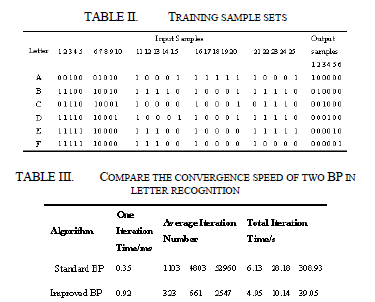 TABLE II. TRAINING SAMPLE SETS
Input Samples Output
Letter 1 2 3 4 5 6 7 8 9 10 11 12 13 14 15 16 17 18 19 20 21 22 23 24 25 samples
1 2 3 4 5 6
A 0 0 1 0 0 0 1 0 1 0 1 0 0 0 1 1 1 1 1 1 1 0 0 0 1 1 0 0 0 0 0
B 1 1 1 0 0 1 0 0 1 0 1 1 1 1 0 1 0 0 0 1 1 1 1 1 0 0 1 0 0 0 0
C 0 1 1 1 0 1 0 0 0 1 1 0 0 0 0 1 0 0 0 1 0 1 1 1 0 0 0 1 0 0 0
D 1 1 1 1 0 1 0 0 0 1 1 0 0 0 1 1 0 0 0 1 1 1 1 1 0 0 0 0 1 0 0
E 1 1 1 1 1 1 0 0 0 0 1 1 1 0 0 1 0 0 0 0 1 1 1 1 1 0 0 0 0 1 0
F 1 1 1 1 1 1 0 0 0 0 1 1 1 0 0 1 0 0 0 0 1 0 0 0 0 0 0 0 0 0 1
TABLE III. COMPARE THE CONVERGENCE SPEED OF TWO BP IN
LETTER RECOGNITION
Algorithm One Iteration Time/ms Average Iteration Number Total Iteration Time/s
Standard BP 0.35 1103 4803 52960 6.13 28.18 308.93
Improved BP 0.92 323 661 2547 4.95 10.14 39.05